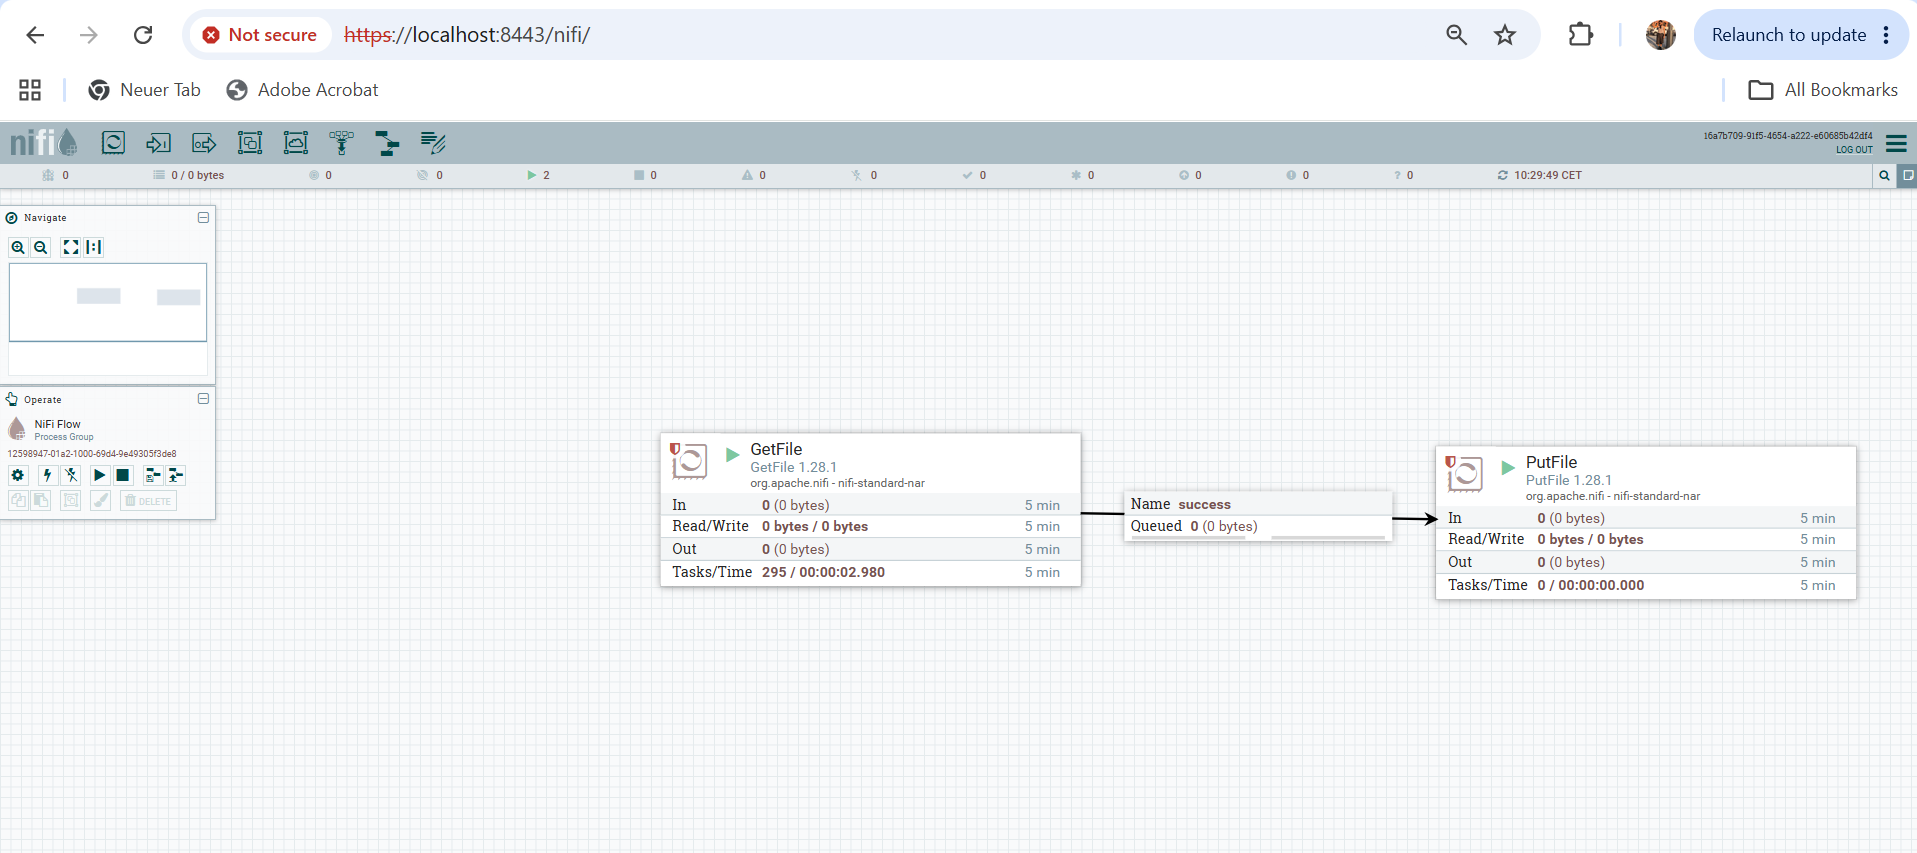 Not secure https://localhost:8443/nifi/ Relaunch to update
Neuer Tab Adobe Acrobat All Bookmarks
nifi
16a7b709-91f5-4654-a222-e60685b42df4
LOG OUT
0 0 / 0 bytes 0 0 2 0 0 0 0 0 0 0 ? 0 10:29:49 CET
Navigate
Operate
NiFi Flow
Process Group
12598947-01a2-1000-69d4-9e49305f3de8
DELETE
GetFile
GetFile 1.28.1
org.apache.nifi - nifi-standard-nar
In 0 (0 bytes) 5 min
Read/Write 0 bytes / 0 bytes 5 min
Out 0 (0 bytes) 5 min
Tasks/Time 295 / 00:00:02.980 5 min
Name success
Queued 0 (0 bytes)
PutFile
PutFile 1.28.1
org.apache.nifi - nifi-standard-nar
In 0 (0 bytes) 5 min
Read/Write 0 bytes / 0 bytes 5 min
Out 0 (0 bytes) 5 min
Tasks/Time 0 / 00:00:00.000 5 min